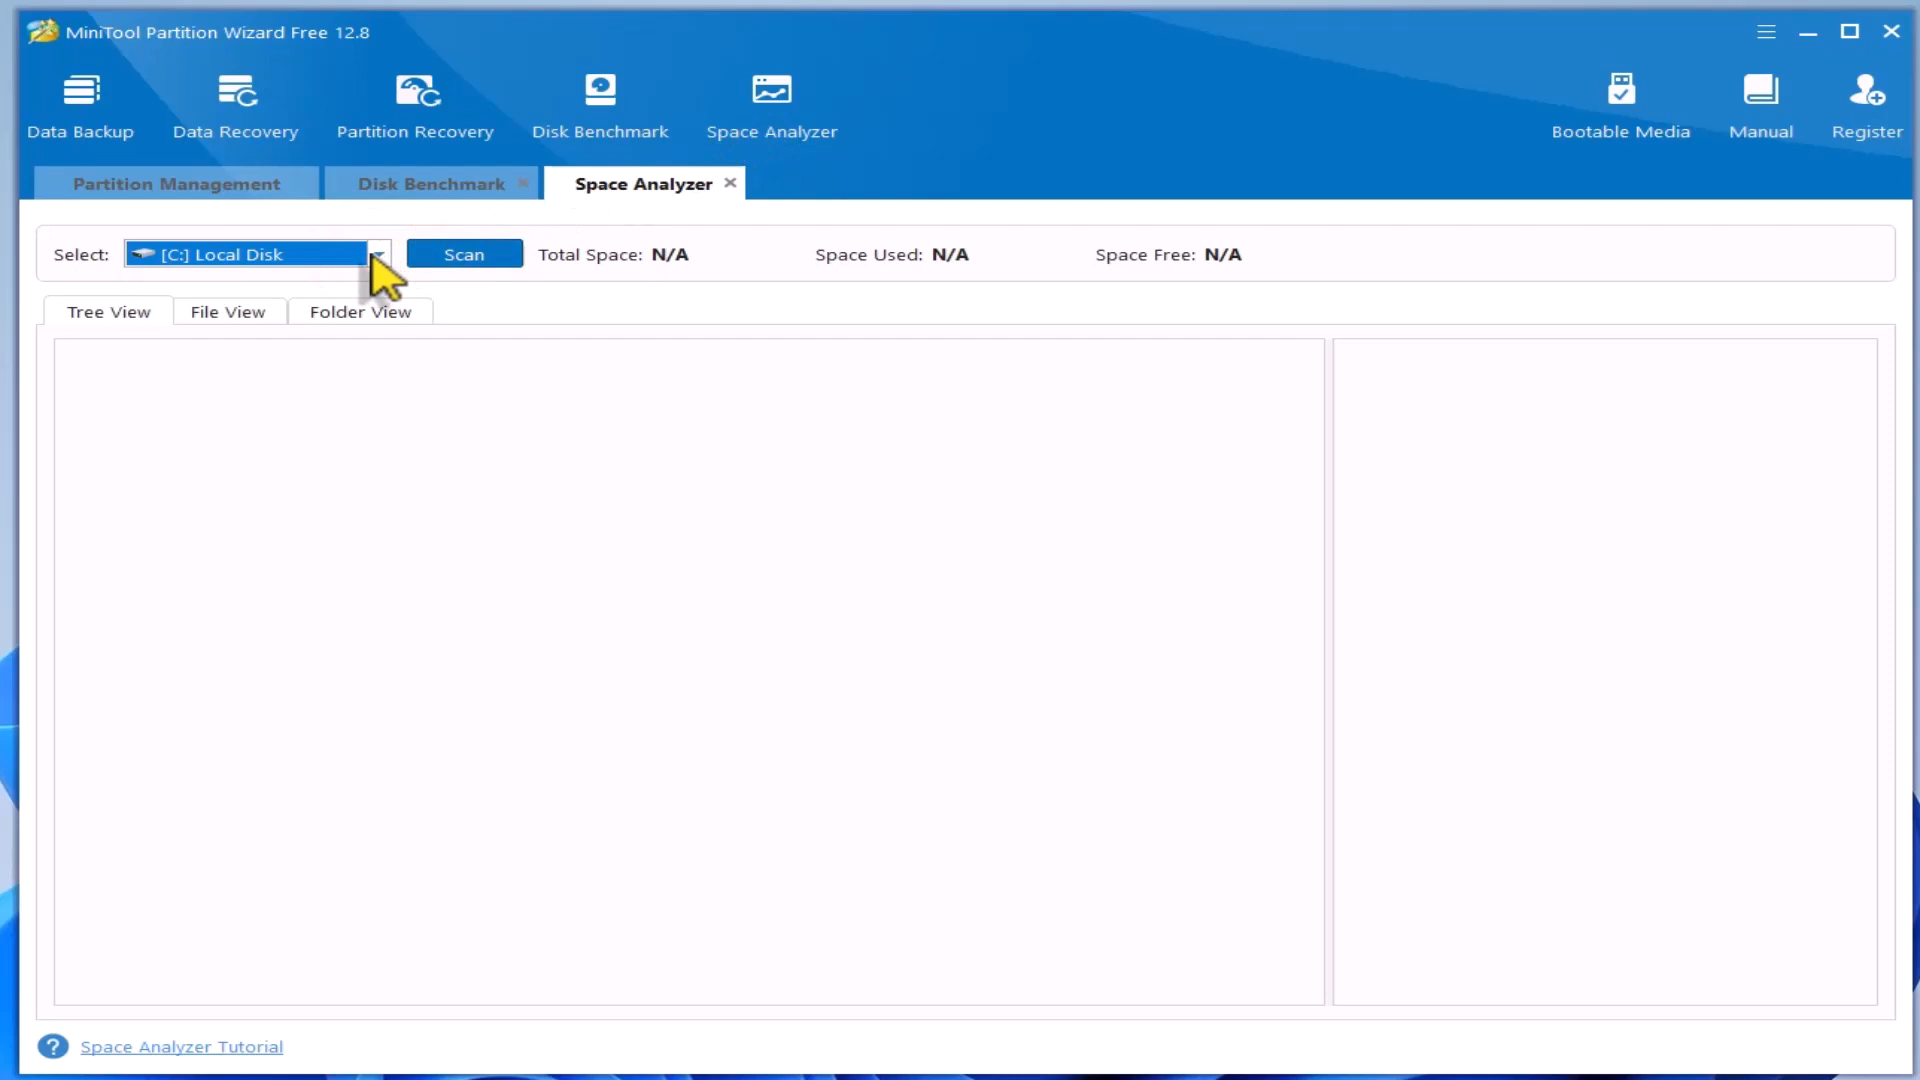 MiniTool Partition Wizard Free 12.8
Data Backup Data Recovery Partition Recovery Disk Benchmark Space Analyzer Bootable Media Manual Register
Partition Management Disk Benchmark Space Analyzer
Select: [C:] Local Disk Scan Total Space: N/A Space Used: N/A Space Free: N/A
Tree View File View Folder View
? Space Analyzer Tutorial